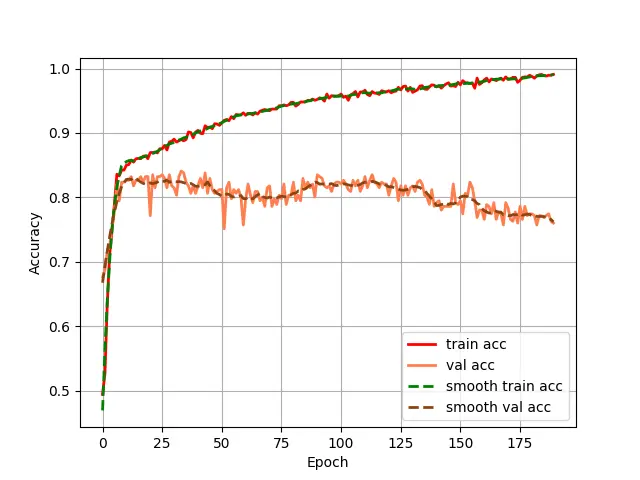 1.0
0.9
0.8
0.7
0.6
0.5
Accuracy
0 25 50 75 100 125 150 175
Epoch
train acc
val acc
smooth train acc
smooth val acc